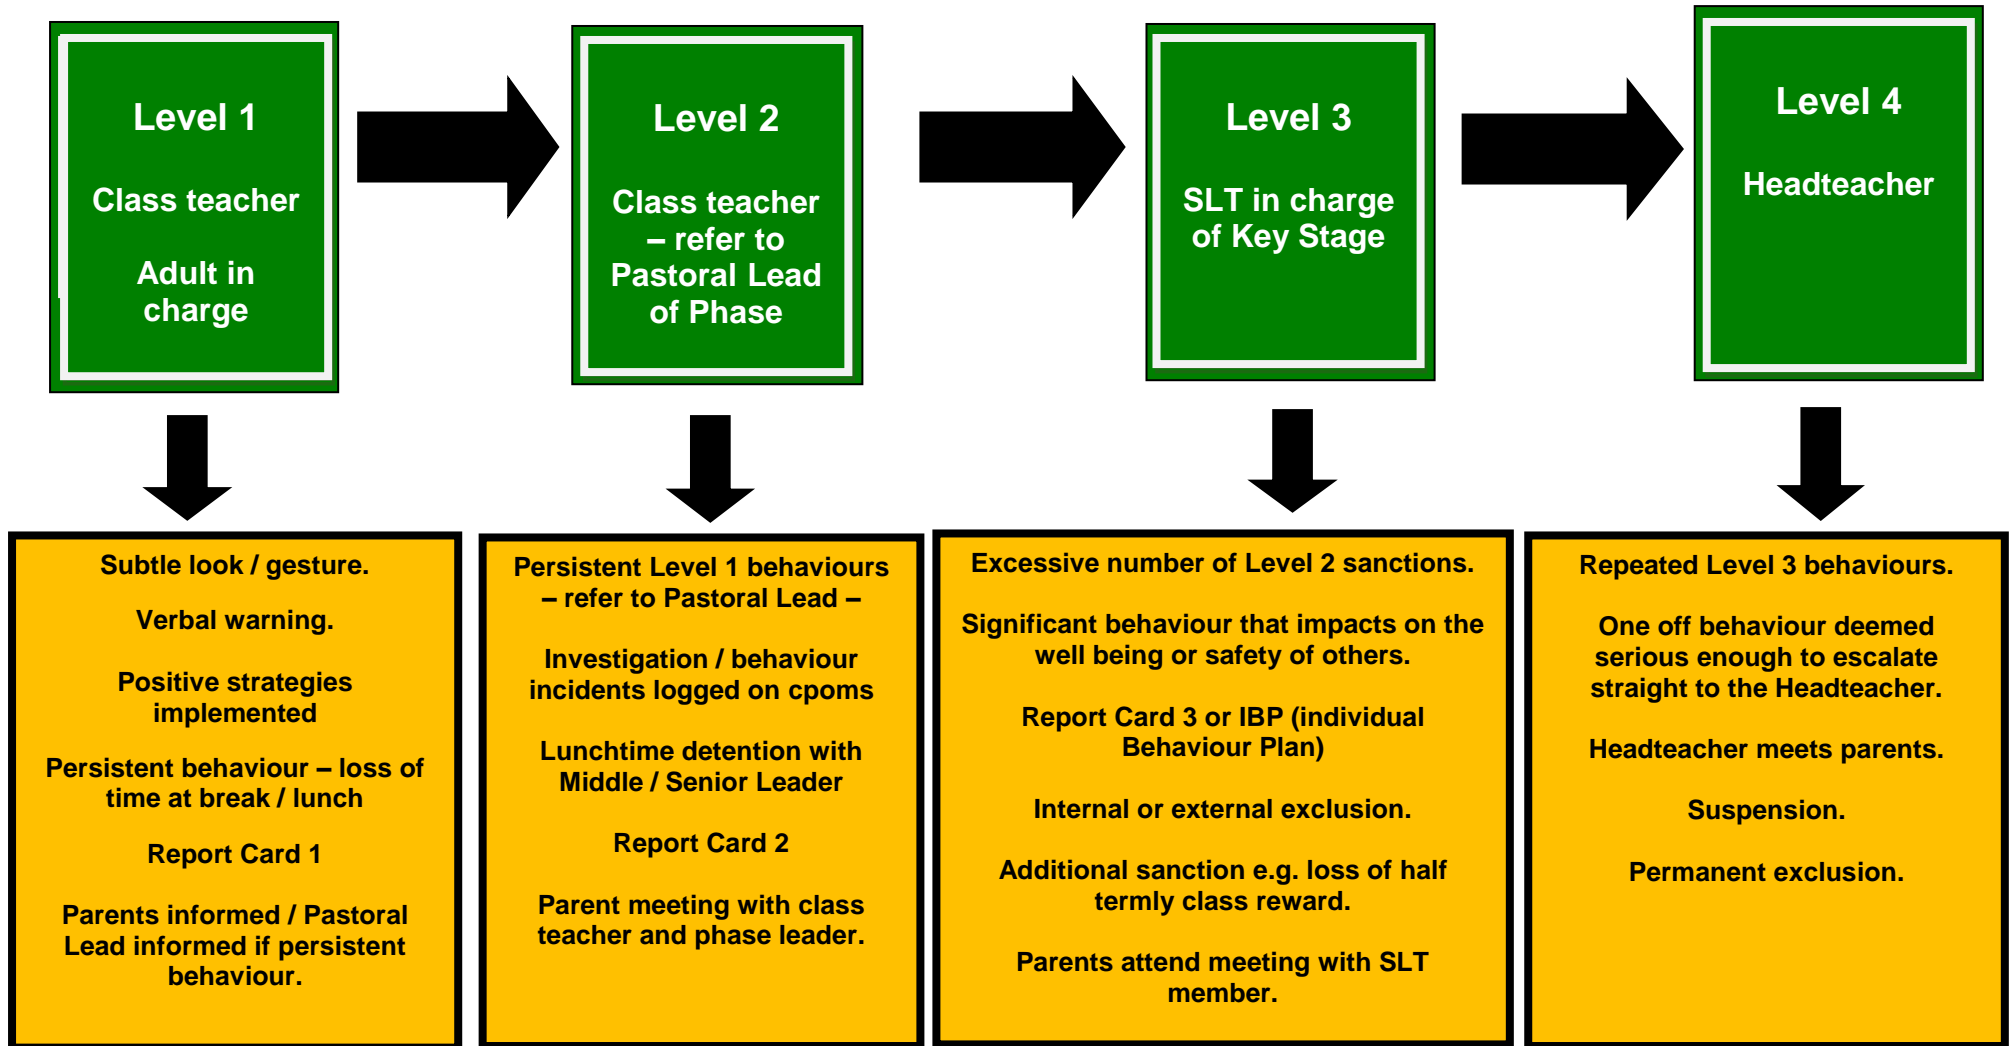 Level 1
Class teacher
Adult in
charge
Level 2
Class teacher
– refer to
Pastoral Lead
of Phase
Level 3
SLT in charge
of Key Stage
Level 4
Headteacher
Subtle look / gesture.
Verbal warning.
Positive strategies
implemented
Persistent behaviour – loss of
time at break / lunch
Report Card 1
Parents informed / Pastoral
Lead informed if persistent
behaviour.
Persistent Level 1 behaviours
– refer to Pastoral Lead –
Investigation / behaviour
incidents logged on cpoms
Lunchtime detention with
Middle / Senior Leader
Report Card 2
Parent meeting with class
teacher and phase leader.
Excessive number of Level 2 sanctions.
Significant behaviour that impacts on the
well being or safety of others.
Report Card 3 or IBP (individual
Behaviour Plan)
Internal or external exclusion.
Additional sanction e.g. loss of half
termly class reward.
Parents attend meeting with SLT
member.
Repeated Level 3 behaviours.
One off behaviour deemed
serious enough to escalate
straight to the Headteacher.
Headteacher meets parents.
Suspension.
Permanent exclusion.